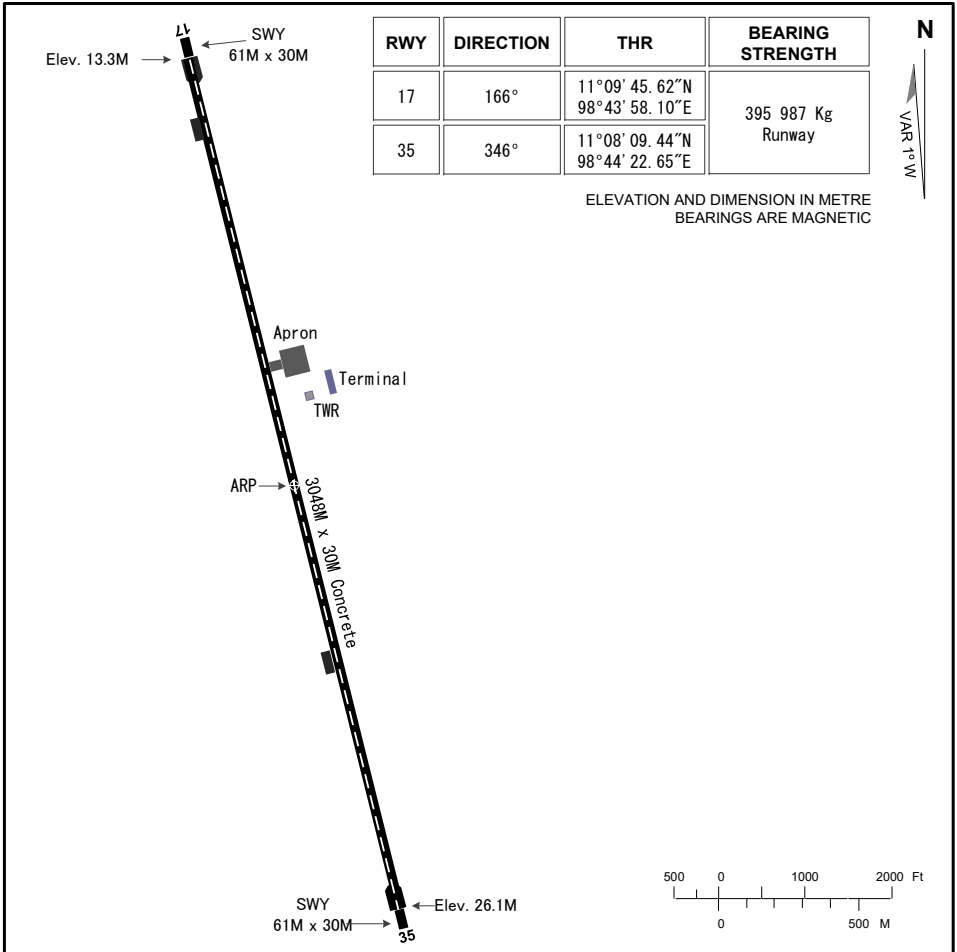 17
SWY
61M x 30M
Elev. 13.3M
RWY DIRECTION THR BEARING STRENGTH
17 166° 11°09'45.62"N
98°43'58.10"E
395 987 Kg
Runway
35 346° 11°08'09.44"N
98°44'22.65"E
N
VAR 1° W
ELEVATION AND DIMENSION IN METRE
BEARINGS ARE MAGNETIC
Apron
Terminal
TWR
ARP
3048M x 30M Concrete
SWY
61M x 30M
Elev. 26.1M
35
500 0 1000 2000 Ft
0 500 M